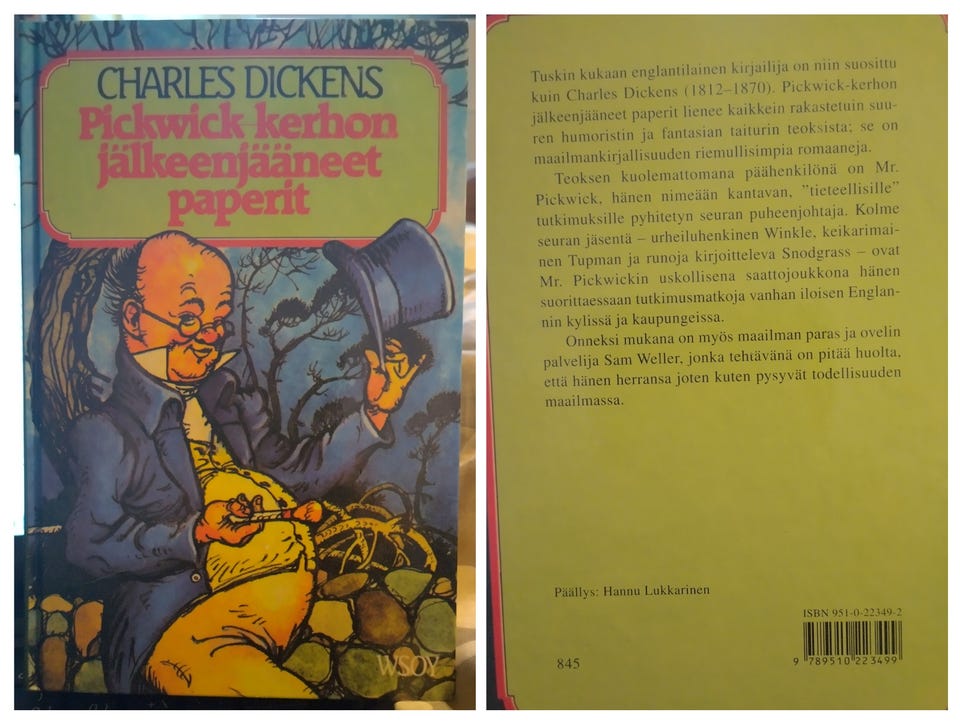 CHARLES DICKENS
Pickwick-kerhon
jälkeenjääneet
paperit
WSOY
Tuskin kukaan englantilainen kirjailija on niin suosittu
kuin Charles Dickens (1812–1870). Pickwick-kerhon
jälkeenjääneet paperit lienee kaikkein rakastetuin suu-
ren humoristin ja fantasian taiturin teoksista; se on
maailmankirjallisuuden riemullisimpia romaaneja.
Teoksen kuolemattomana päähenkilönä on Mr.
Pickwick, hänen nimeään kantavan, ”tieteellisille”
tutkimuksille pyhitetyn seuran puheenjohtaja. Kolme
seuran jäsentä – urheiluhenkinen Winkle, keikarimai-
nen Tupman ja runoja kirjoitteleva Snodgrass – ovat
Mr. Pickwickin uskollisena saattojoukkona hänen
suorittaessaan tutkimusmatkoja vanhan iloisen Englan-
nin kylissä ja kaupungeissa.
Onneksi mukana on myös maailman paras ja ovelin
palvelija Sam Weller, jonka tehtävänä on pitää huolta,
että hänen herransa joten kuten pysyvät todellisuuden
maailmassa.
Päällys: Hannu Lukkarinen
ISBN 951-0-22349-2
9 789510 223499
845